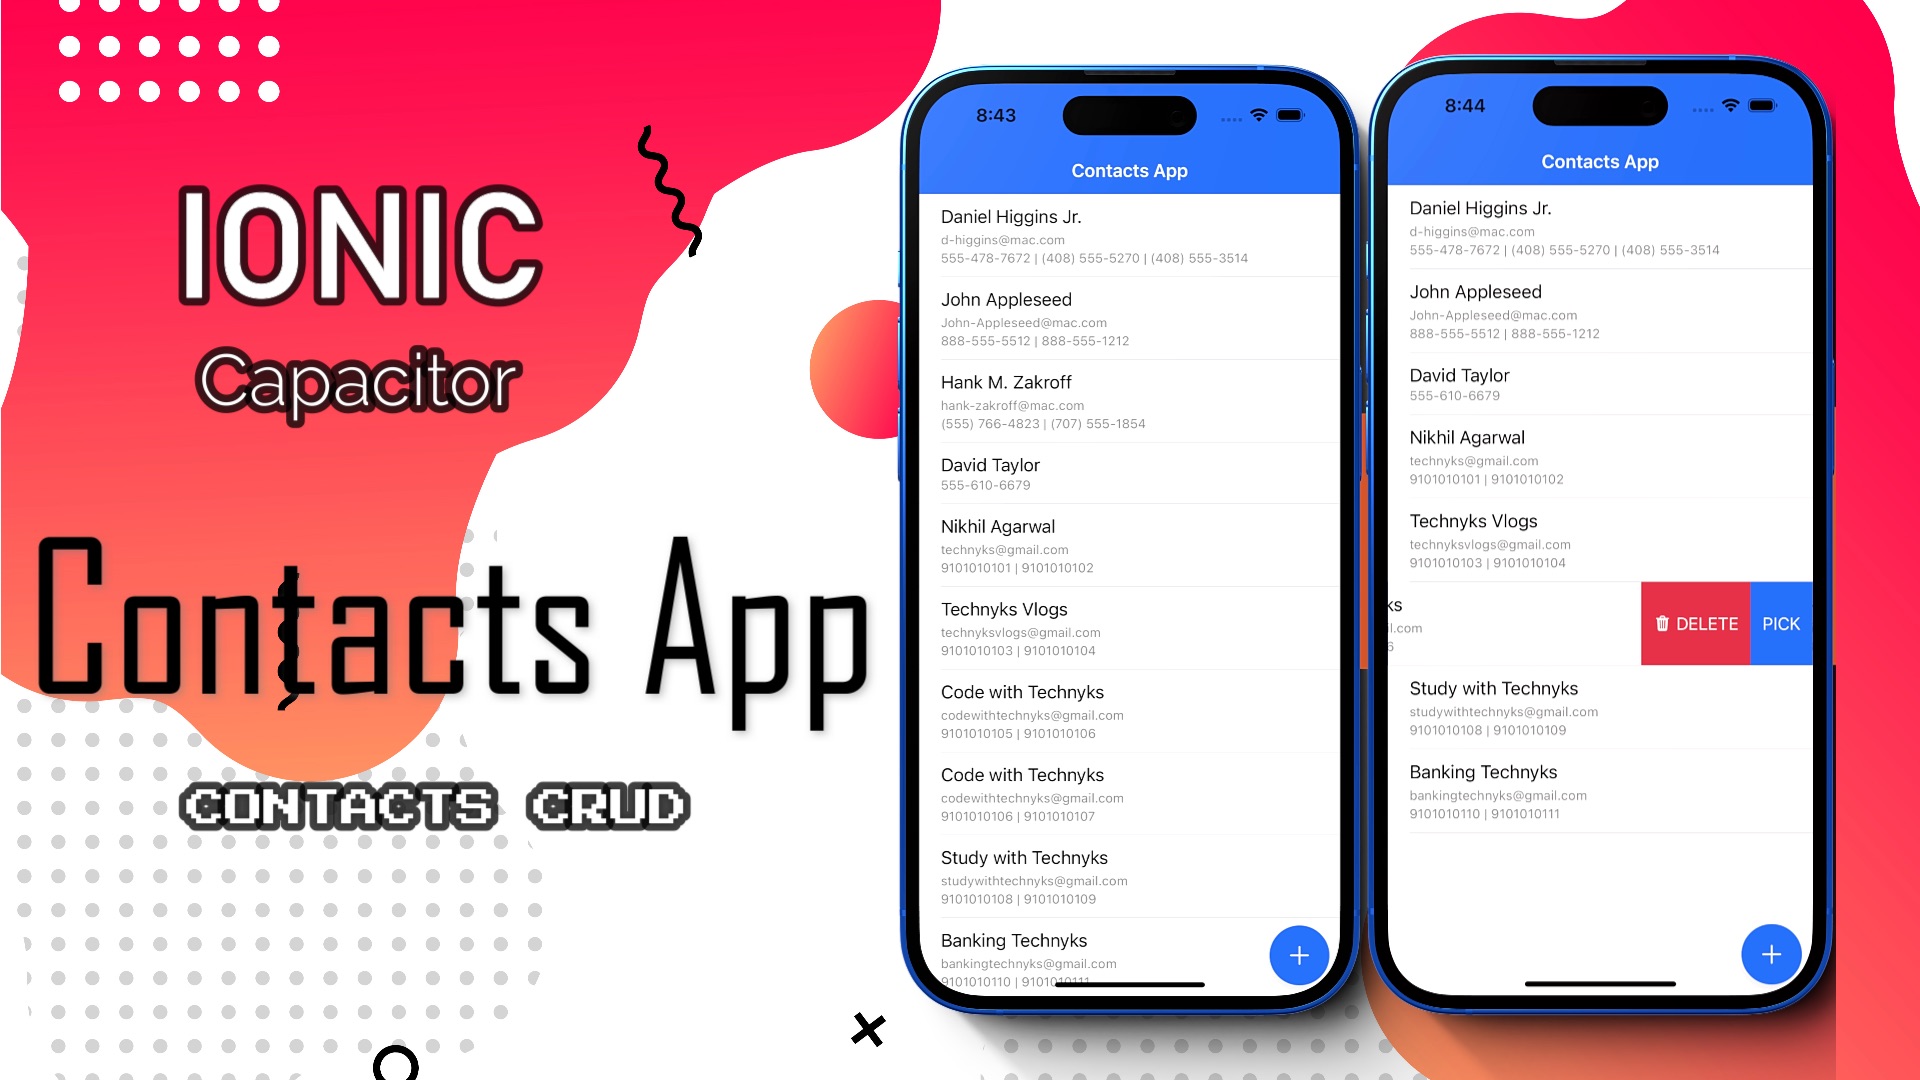 IONIC
Capacitor
Contacts App
CONTACTS CRUD
8:43
Contacts App
Daniel Higgins Jr.
d-higgins@mac.com
555-478-7672 | (408) 555-5270 | (408) 555-3514
John Appleseed
John-Appleseed@mac.com
888-555-5512 | 888-555-1212
Hank M. Zakroff
hank-zakroff@mac.com
(555) 766-4823 | (707) 555-1854
David Taylor
555-610-6679
Nikhil Agarwal
technyks@gmail.com
9101010101 | 9101010102
Technyks Vlogs
technyksvlogs@gmail.com
9101010103 | 9101010104
Code with Technyks
codewithtechnyks@gmail.com
9101010105 | 9101010106
Code with Technyks
codewithtechnyks@gmail.com
9101010106 | 9101010107
Study with Technyks
studywithtechnyks@gmail.com
9101010108 | 9101010109
Banking Technyks
bankingtechnyks@gmail.com
9101010110 | 9101010111
8:44
Contacts App
Daniel Higgins Jr.
d-higgins@mac.com
555-478-7672 | (408) 555-5270 | (408) 555-3514
John Appleseed
John-Appleseed@mac.com
888-555-5512 | 888-555-1212
David Taylor
555-610-6679
Nikhil Agarwal
technyks@gmail.com
9101010101 | 9101010102
Technyks Vlogs
technyksvlogs@gmail.com
9101010103 | 9101010104
ks
il.com
6
DELETE PICK
Study with Technyks
studywithtechnyks@gmail.com
9101010108 | 9101010109
Banking Technyks
bankingtechnyks@gmail.com
9101010110 | 9101010111